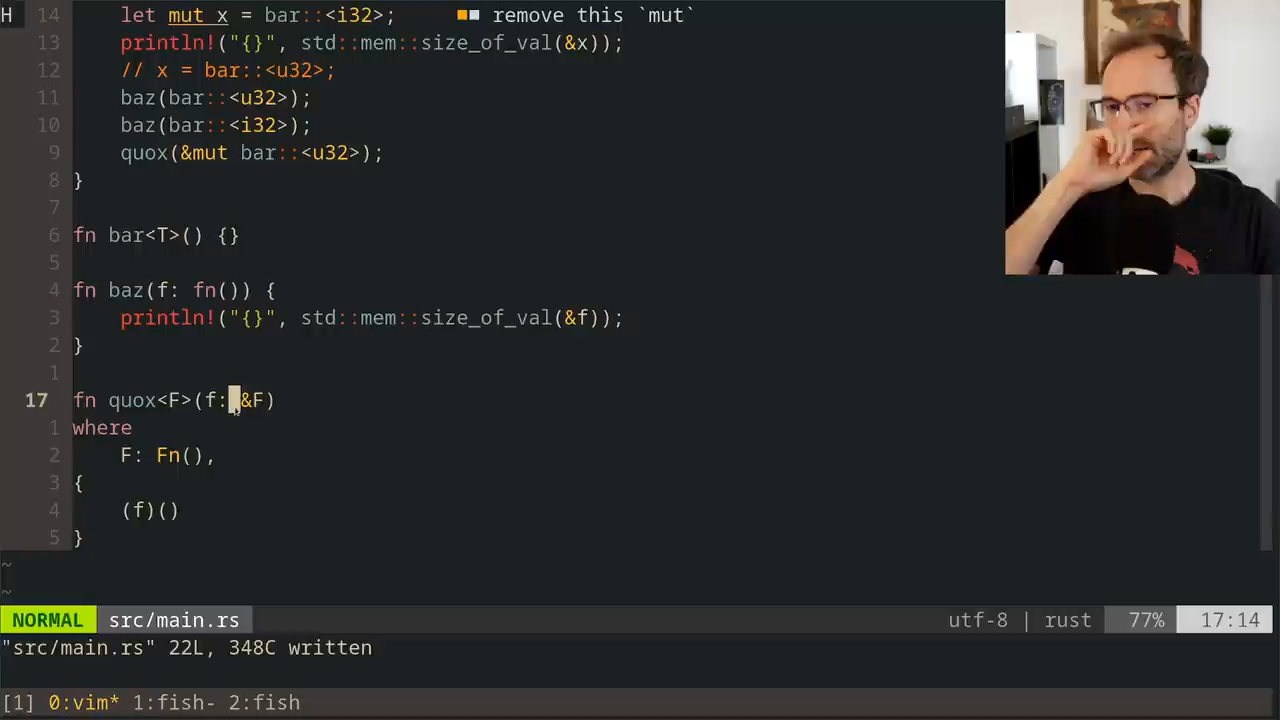 H 14     let mut x = bar::<i32>;     remove this `mut`
13     println!("{}", std::mem::size_of_val(&x));
12     // x = bar::<u32>;
11     baz(bar::<u32>);
10     baz(bar::<i32>);
9     quox(&mut bar::<u32>);
8 }
7
6 fn bar<T>() {}
5
4 fn baz(f: fn()) {
3     println!("{}", std::mem::size_of_val(&f));
2 }
1
17 fn quox<F>(f: &F)
1 where
2     F: Fn(),
3 {
4     (f)()
5 }
~
~
NORMAL src/main.rs utf-8 | rust 77% 17:14
"src/main.rs" 22L, 348C written
[1] 0:vim* 1:fish- 2:fish